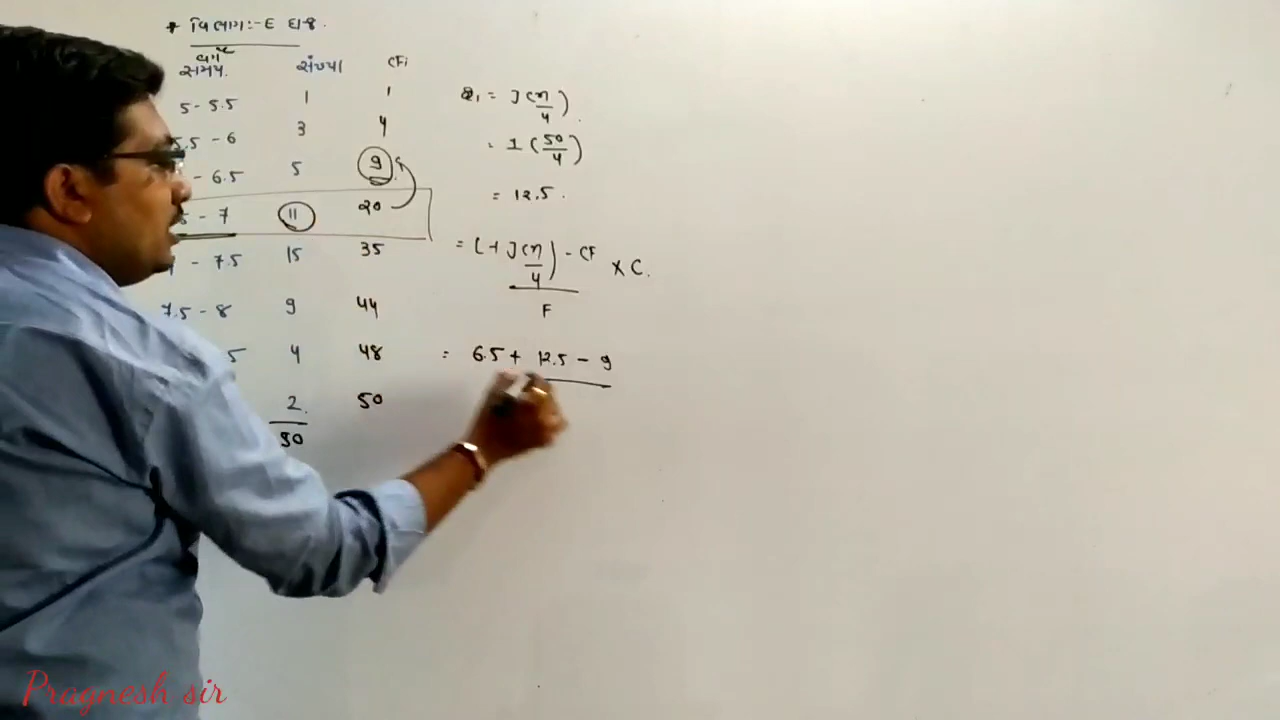 * વિભાગ:- E દા-8.
વર્ગ
સમય. સંખ્યા CFi
5 - 5.5 1 1
5.5 - 6 3 4
- 6.5 5 9
5 - 7 11 20
- 7.5 15 35
7.5 - 8 9 44
5 4 48
2. 50
50
Q₁ = J(n/4).
= 1(50/4)
= 12.5.
= L + J(n/4) - CF / F × C.
= 6.5 + 12.5 - 9
Pragnesh sir